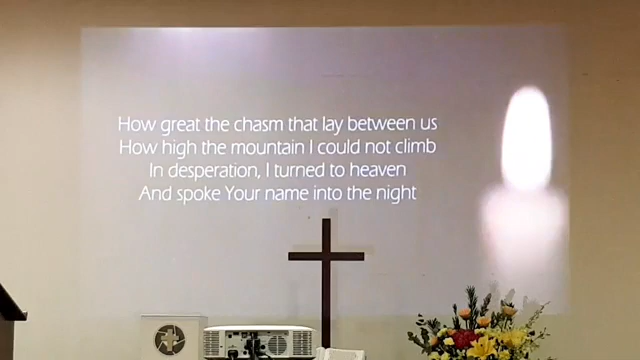 How great the chasm that lay between us
How high the mountain I could not climb
In desperation, I turned to heaven
And spoke Your name into the night